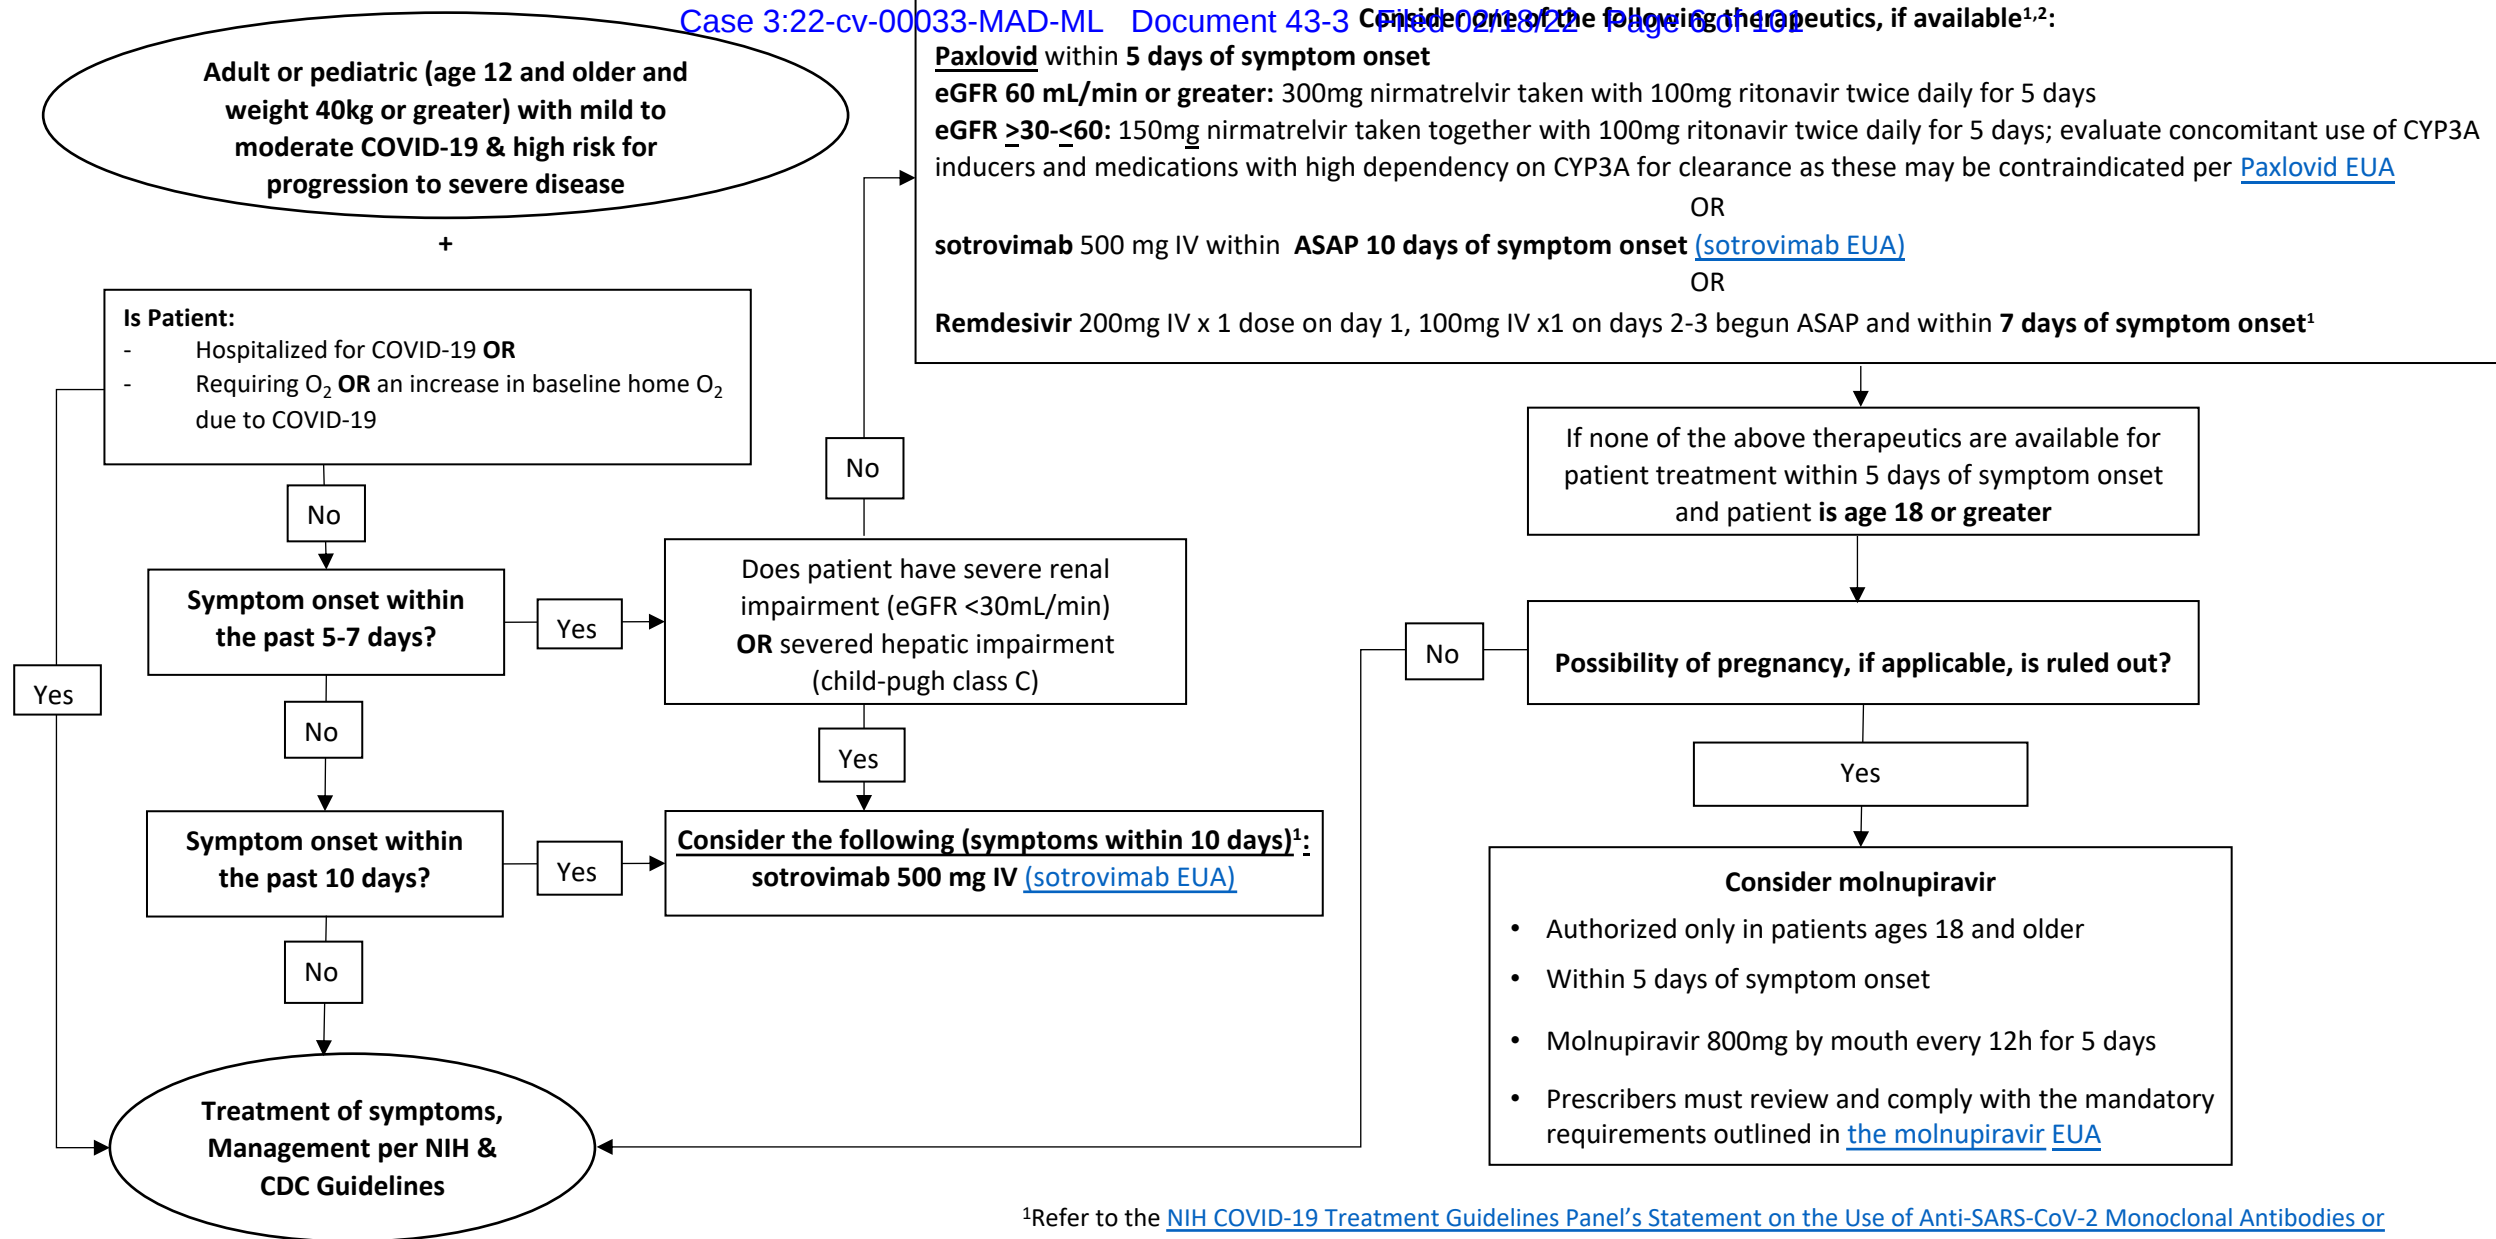 Case 3:22-cv-00033-MAD-ML Document 43-3 Filed 02/18/22 Page 6 of 101
Adult or pediatric (age 12 and older and
weight 40kg or greater) with mild to
moderate COVID-19 & high risk for
progression to severe disease
+
Is Patient:
- Hospitalized for COVID-19 OR
- Requiring O2 OR an increase in baseline home O2
due to COVID-19
No
Yes
Symptom onset within
the past 5-7 days?
Yes
No
Symptom onset within
the past 10 days?
Yes
No
Treatment of symptoms,
Management per NIH &
CDC Guidelines
Does patient have severe renal
impairment (eGFR <30mL/min)
OR severed hepatic impairment
(child-pugh class C)
No
Yes
Consider the following (symptoms within 10 days)1:
sotrovimab 500 mg IV (sotrovimab EUA)
Consider one of the following therapeutics, if available1,2:
Paxlovid within 5 days of symptom onset
eGFR 60 mL/min or greater: 300mg nirmatrelvir taken with 100mg ritonavir twice daily for 5 days
eGFR >30-<60: 150mg nirmatrelvir taken together with 100mg ritonavir twice daily for 5 days; evaluate concomitant use of CYP3A
inducers and medications with high dependency on CYP3A for clearance as these may be contraindicated per Paxlovid EUA
OR
sotrovimab 500 mg IV within ASAP 10 days of symptom onset (sotrovimab EUA)
OR
Remdesivir 200mg IV x 1 dose on day 1, 100mg IV x1 on days 2-3 begun ASAP and within 7 days of symptom onset1
If none of the above therapeutics are available for
patient treatment within 5 days of symptom onset
and patient is age 18 or greater
Possibility of pregnancy, if applicable, is ruled out?
No
Yes
Consider molnupiravir
• Authorized only in patients ages 18 and older
• Within 5 days of symptom onset
• Molnupiravir 800mg by mouth every 12h for 5 days
• Prescribers must review and comply with the mandatory
requirements outlined in the molnupiravir EUA
1Refer to the NIH COVID-19 Treatment Guidelines Panel's Statement on the Use of Anti-SARS-CoV-2 Monoclonal Antibodies or